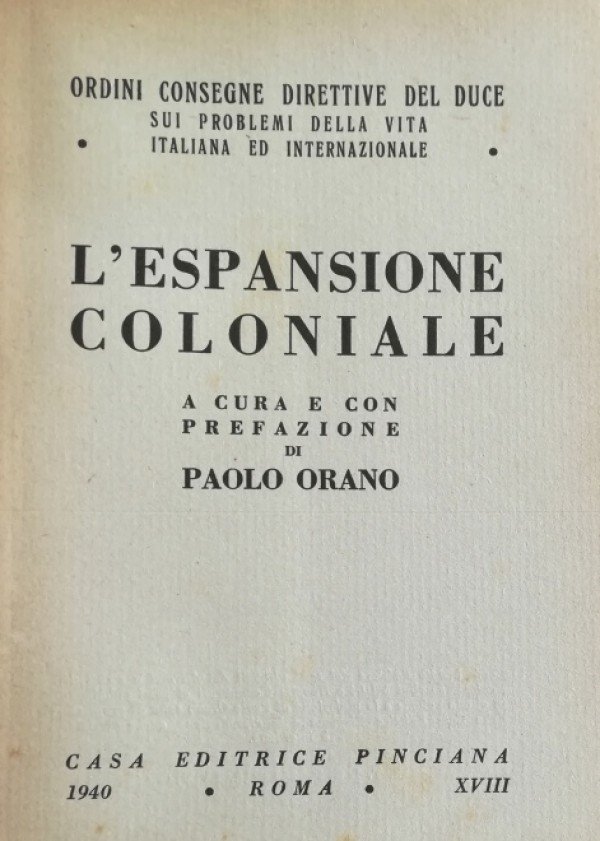 ORDINI CONSEGNE DIRETTIVE DEL DUCE
SUI PROBLEMI DELLA VITA
• ITALIANA ED INTERNAZIONALE •
L'ESPANSIONE
COLONIALE
A CURA E CON
PREFAZIONE
DI
PAOLO ORANO
CASA EDITRICE PINCIANA
1940 • ROMA • XVIII